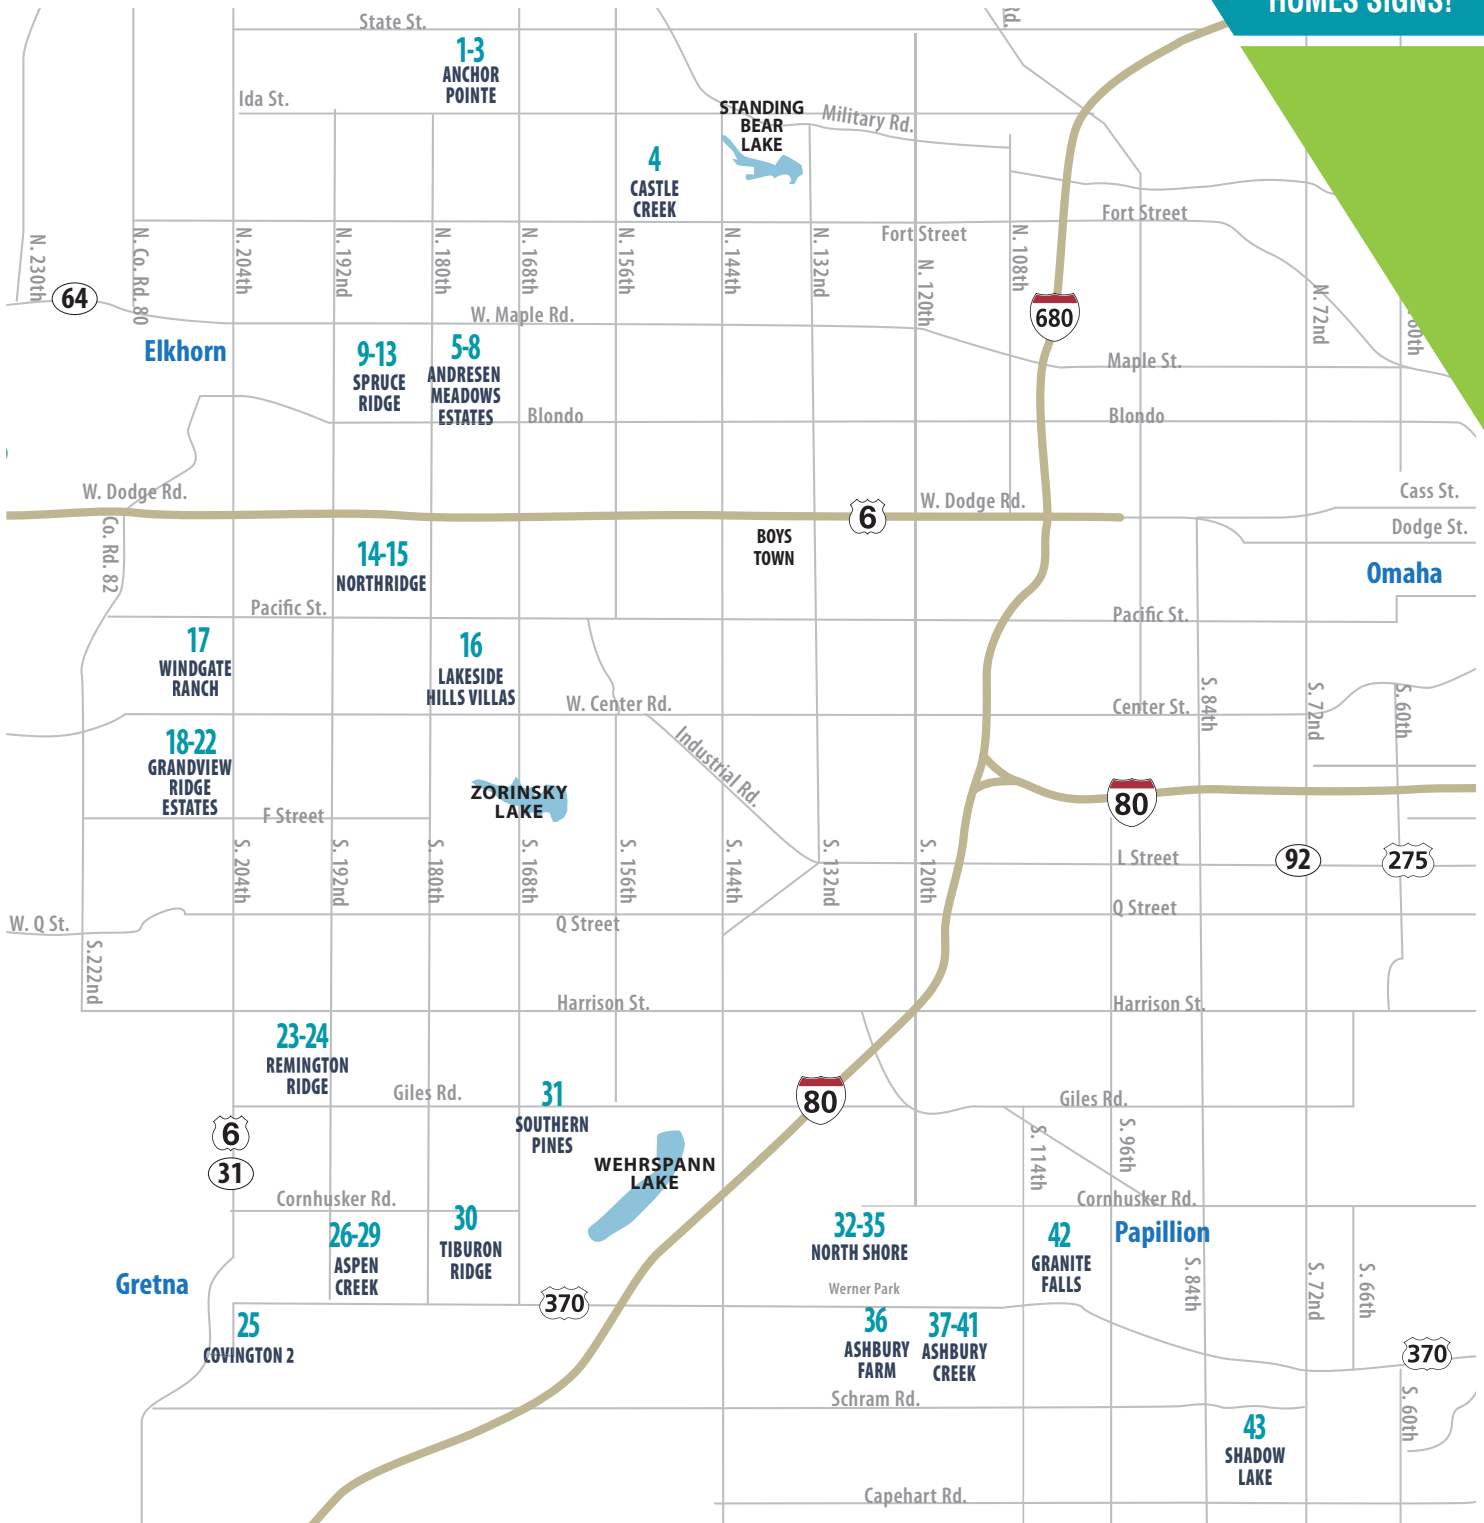 HOMES SIGNS!
State St.
1-3
ANCHOR
POINTE
Ida St.
STANDING
BEAR
LAKE
Military Rd.
Rd.
4
CASTLE
CREEK
Fort Street
Fort Street
N. 230th
N. Co. Rd. 80
N. 204th
N. 192nd
N. 180th
N. 168th
N. 156th
N. 144th
N. 132nd
N. 120th
N. 108th
N. 72nd
60th
64
680
W. Maple Rd.
Maple St.
Elkhorn
9-13
SPRUCE
RIDGE
5-8
ANDRESEN
MEADOWS
ESTATES
Blondo
Blondo
W. Dodge Rd.
6
W. Dodge Rd.
Cass St.
Dodge St.
BOYS
TOWN
Co. Rd. 82
14-15
NORTHRIDGE
Omaha
Pacific St.
Pacific St.
17
WINDGATE
RANCH
16
LAKESIDE
HILLS VILLAS
W. Center Rd.
Center St.
S. 84th
S. 72nd
S. 60th
18-22
GRANDVIEW
RIDGE
ESTATES
Industrial Rd.
ZORINSKY
LAKE
80
F Street
S. 204th
S. 192nd
S. 180th
S. 168th
S. 156th
S. 144th
S. 132nd
S. 120th
L Street
92
275
W. Q St.
Q Street
Q Street
S.222nd
Harrison St.
Harrison St.
23-24
REMINGTON
RIDGE
Giles Rd.
31
SOUTHERN
PINES
80
Giles Rd.
6
31
WEHRSPANN
LAKE
S. 114th
S. 96th
Cornhusker Rd.
Cornhusker Rd.
26-29
ASPEN
CREEK
30
TIBURON
RIDGE
32-35
NORTH SHORE
42
GRANITE
FALLS
Papillion
Gretna
S. 84th
S. 72nd
S. 66th
Werner Park
370
25
COVINGTON 2
36
ASHBURY
FARM
37-41
ASHBURY
CREEK
370
Schram Rd.
S. 60th
43
SHADOW
LAKE
Capehart Rd.